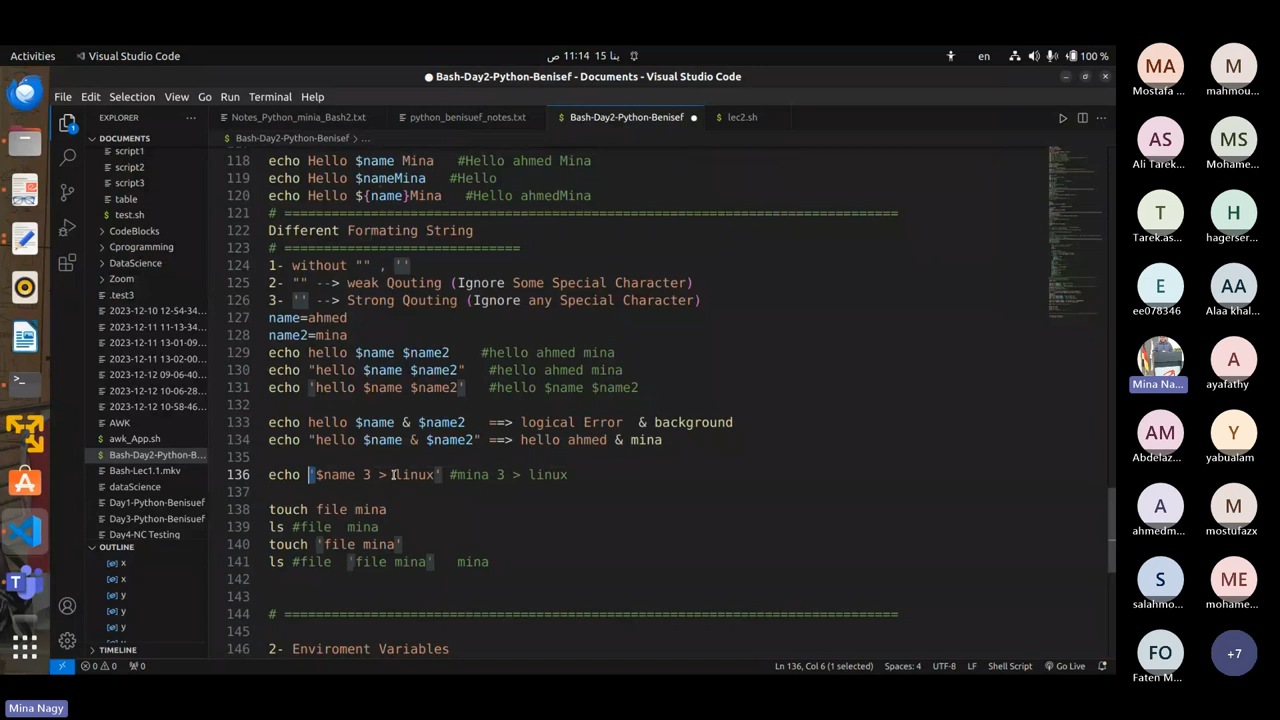 Activities
Visual Studio Code
ينا 15 11:14 ص
en
100 %
Bash-Day2-Python-Benisef - Documents - Visual Studio Code
File Edit Selection View Go Run Terminal Help
EXPLORER
Notes_Python_minia_Bash2.txt
python_benisuef_notes.txt
Bash-Day2-Python-Benisef
lec2.sh
DOCUMENTS
script1
script2
script3
table
test.sh
CodeBlocks
Cprogramming
DataScience
Zoom
.test3
2023-12-10 12-54-34...
2023-12-11 11-13-34...
2023-12-11 13-01-09...
2023-12-11 13-02-59...
2023-12-12 09-06-40...
2023-12-12 10-06-28...
2023-12-12 10-58-46...
AWK
awk_App.sh
Bash-Day2-Python-B...
Bash-Lec1.1.mkv
dataScience
Day1-Python-Benisuef
Day3-Python-Benisuef
Day4-NC Testing
OUTLINE
x
x
y
y
y
TIMELINE
Bash-Day2-Python-Benisef > ...
118 echo Hello $name Mina #Hello ahmed Mina
119 echo Hello $nameMina #Hello
120 echo Hello ${name}Mina #Hello ahmedMina
121 # ==============================================================================
122 Different Formating String
123 # ==============================
124 1- without "" , ''
125 2- "" --> weak Qouting (Ignore Some Special Character)
126 3- '' --> Strong Qouting (Ignore any Special Character)
127 name=ahmed
128 name2=mina
129 echo hello $name $name2 #hello ahmed mina
130 echo "hello $name $name2" #hello ahmed mina
131 echo 'hello $name $name2' #hello $name $name2
132
133 echo hello $name & $name2 ==> logical Error & background
134 echo "hello $name & $name2" ==> hello ahmed & mina
135
136 echo '$name 3 > linux' #mina 3 > linux
137
138 touch file mina
139 ls #file mina
140 touch 'file mina'
141 ls #file 'file mina' mina
142
143
144 # ==============================================================================
145
146 2- Enviroment Variables
0 0 0
Ln 136, Col 6 (1 selected)
Spaces: 4
UTF-8
LF
Shell Script
Go Live
MA
Mostafa ...
M
mahmou...
AS
Ali Tarek...
MS
Mohame...
T
Tarek.as...
H
hagerser...
E
ee078346
AA
Alaa khal...
Mina Na...
A
ayafathy
AM
Abdelaz...
Y
yabualam
A
ahmedm...
M
mostufazx
S
salahmo...
ME
mohame...
FO
Faten M...
+7
Mina Nagy